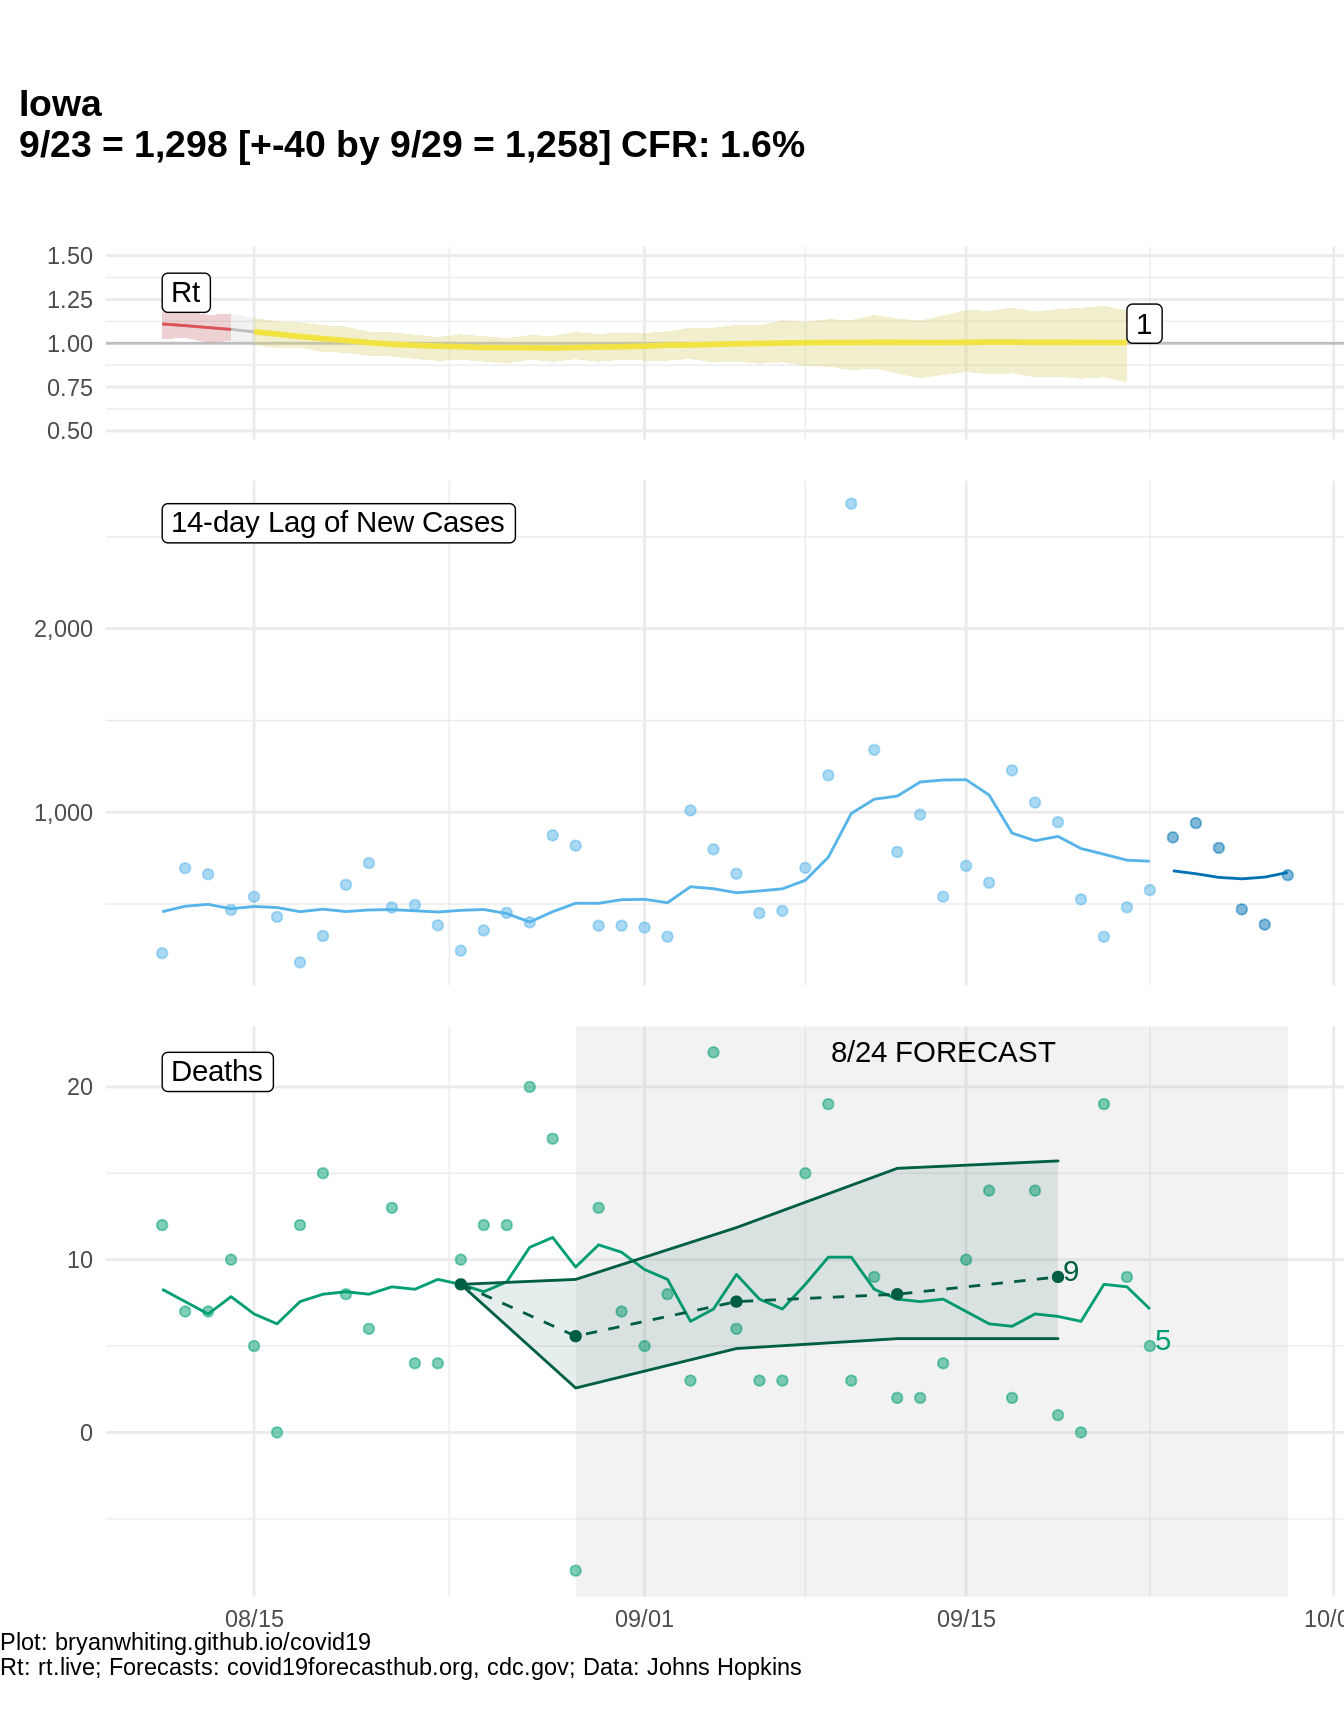 Iowa
9/23 = 1,298 [+-40 by 9/29 = 1,258] CFR: 1.6%
1.50
1.25
1.00
0.75
0.50
Rt
1
14-day Lag of New Cases
2,000
1,000
Deaths
8/24 FORECAST
20
10
0
9
5
08/15
09/01
09/15
10/0
Plot: bryanwhiting.github.io/covid19
Rt: rt.live; Forecasts: covid19forecasthub.org, cdc.gov; Data: Johns Hopkins